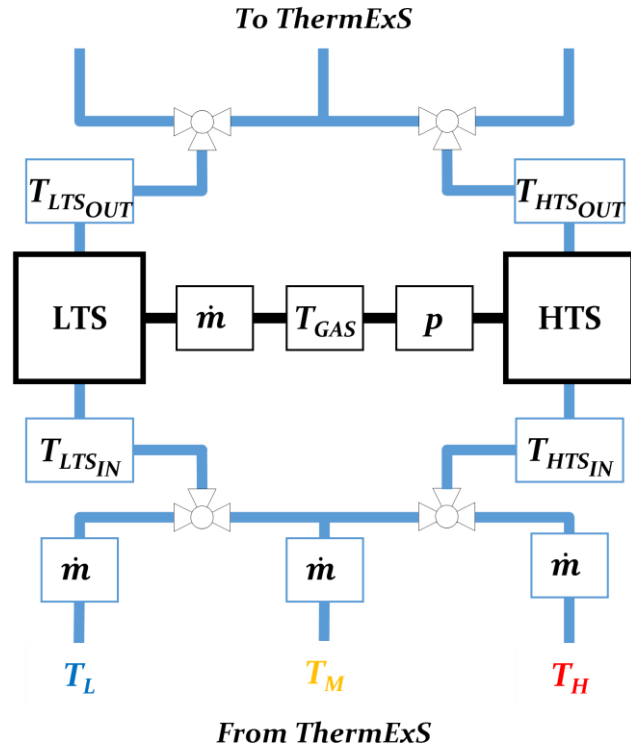 To ThermExS
T_LTS_OUT T_HTS_OUT
LTS ṁ T_GAS p HTS
T_LTS_IN T_HTS_IN
ṁ ṁ ṁ
T_L T_M T_H
From ThermExS